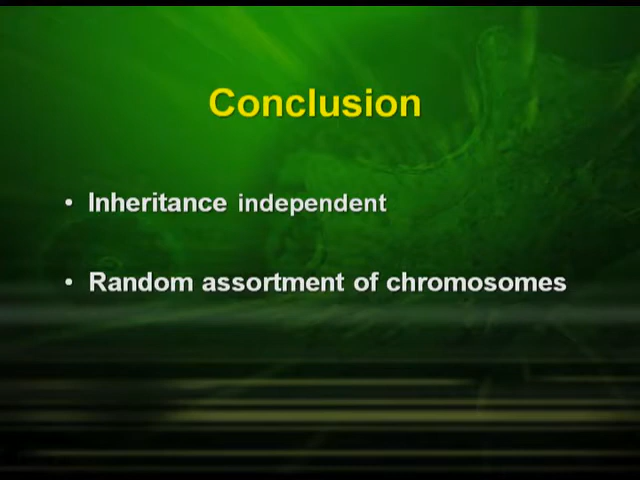 Conclusion
• Inheritance independent
• Random assortment of chromosomes